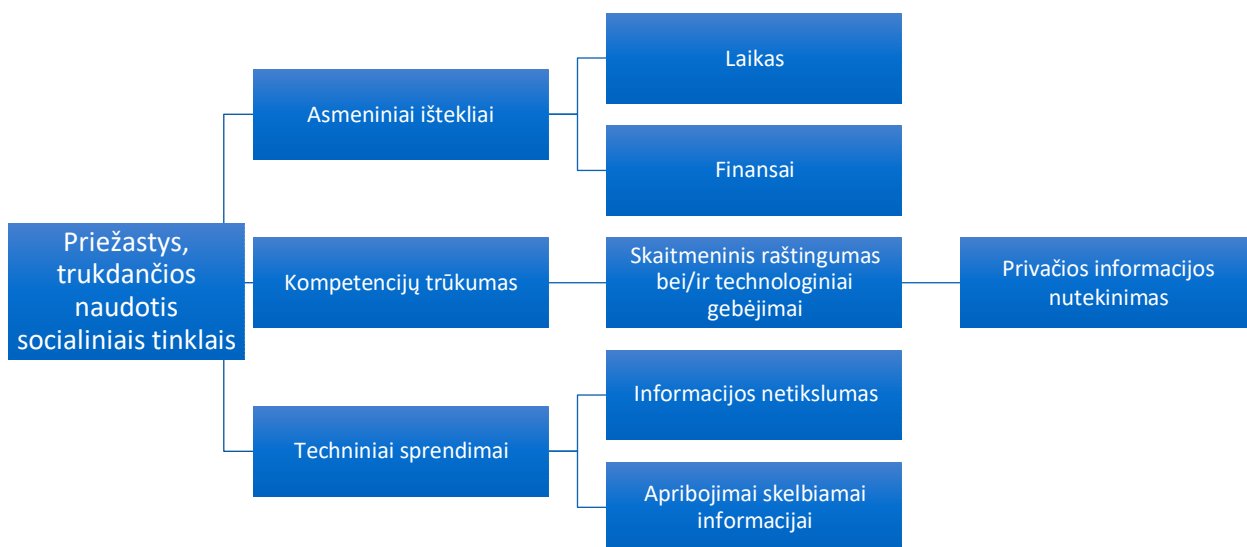 Priežastys,
trukdančios
naudotis
socialiniais tinklais
Asmeniniai ištekliai
Laikas
Finansai
Kompetencijų trūkumas
Skaitmeninis raštingumas
bei/ir technologiniai
gebėjimai
Privačios informacijos
nutekinimas
Techniniai sprendimai
Informacijos netikslumas
Apribojimai skelbiamai
informacijai